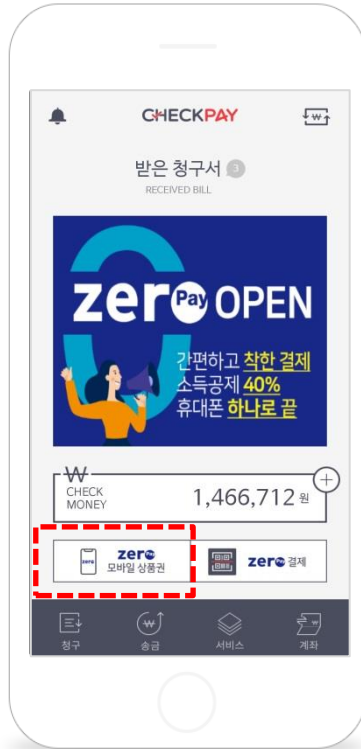 CHECKPAY
받은 청구서 3
RECEIVED BILL
zero Pay OPEN
간편하고 착한 결제
소득공제 40%
휴대폰 하나로 끝
₩
CHECK
MONEY
1,466,712 원
zero
모바일 상품권
zero 결제
청구
송금
서비스
계좌